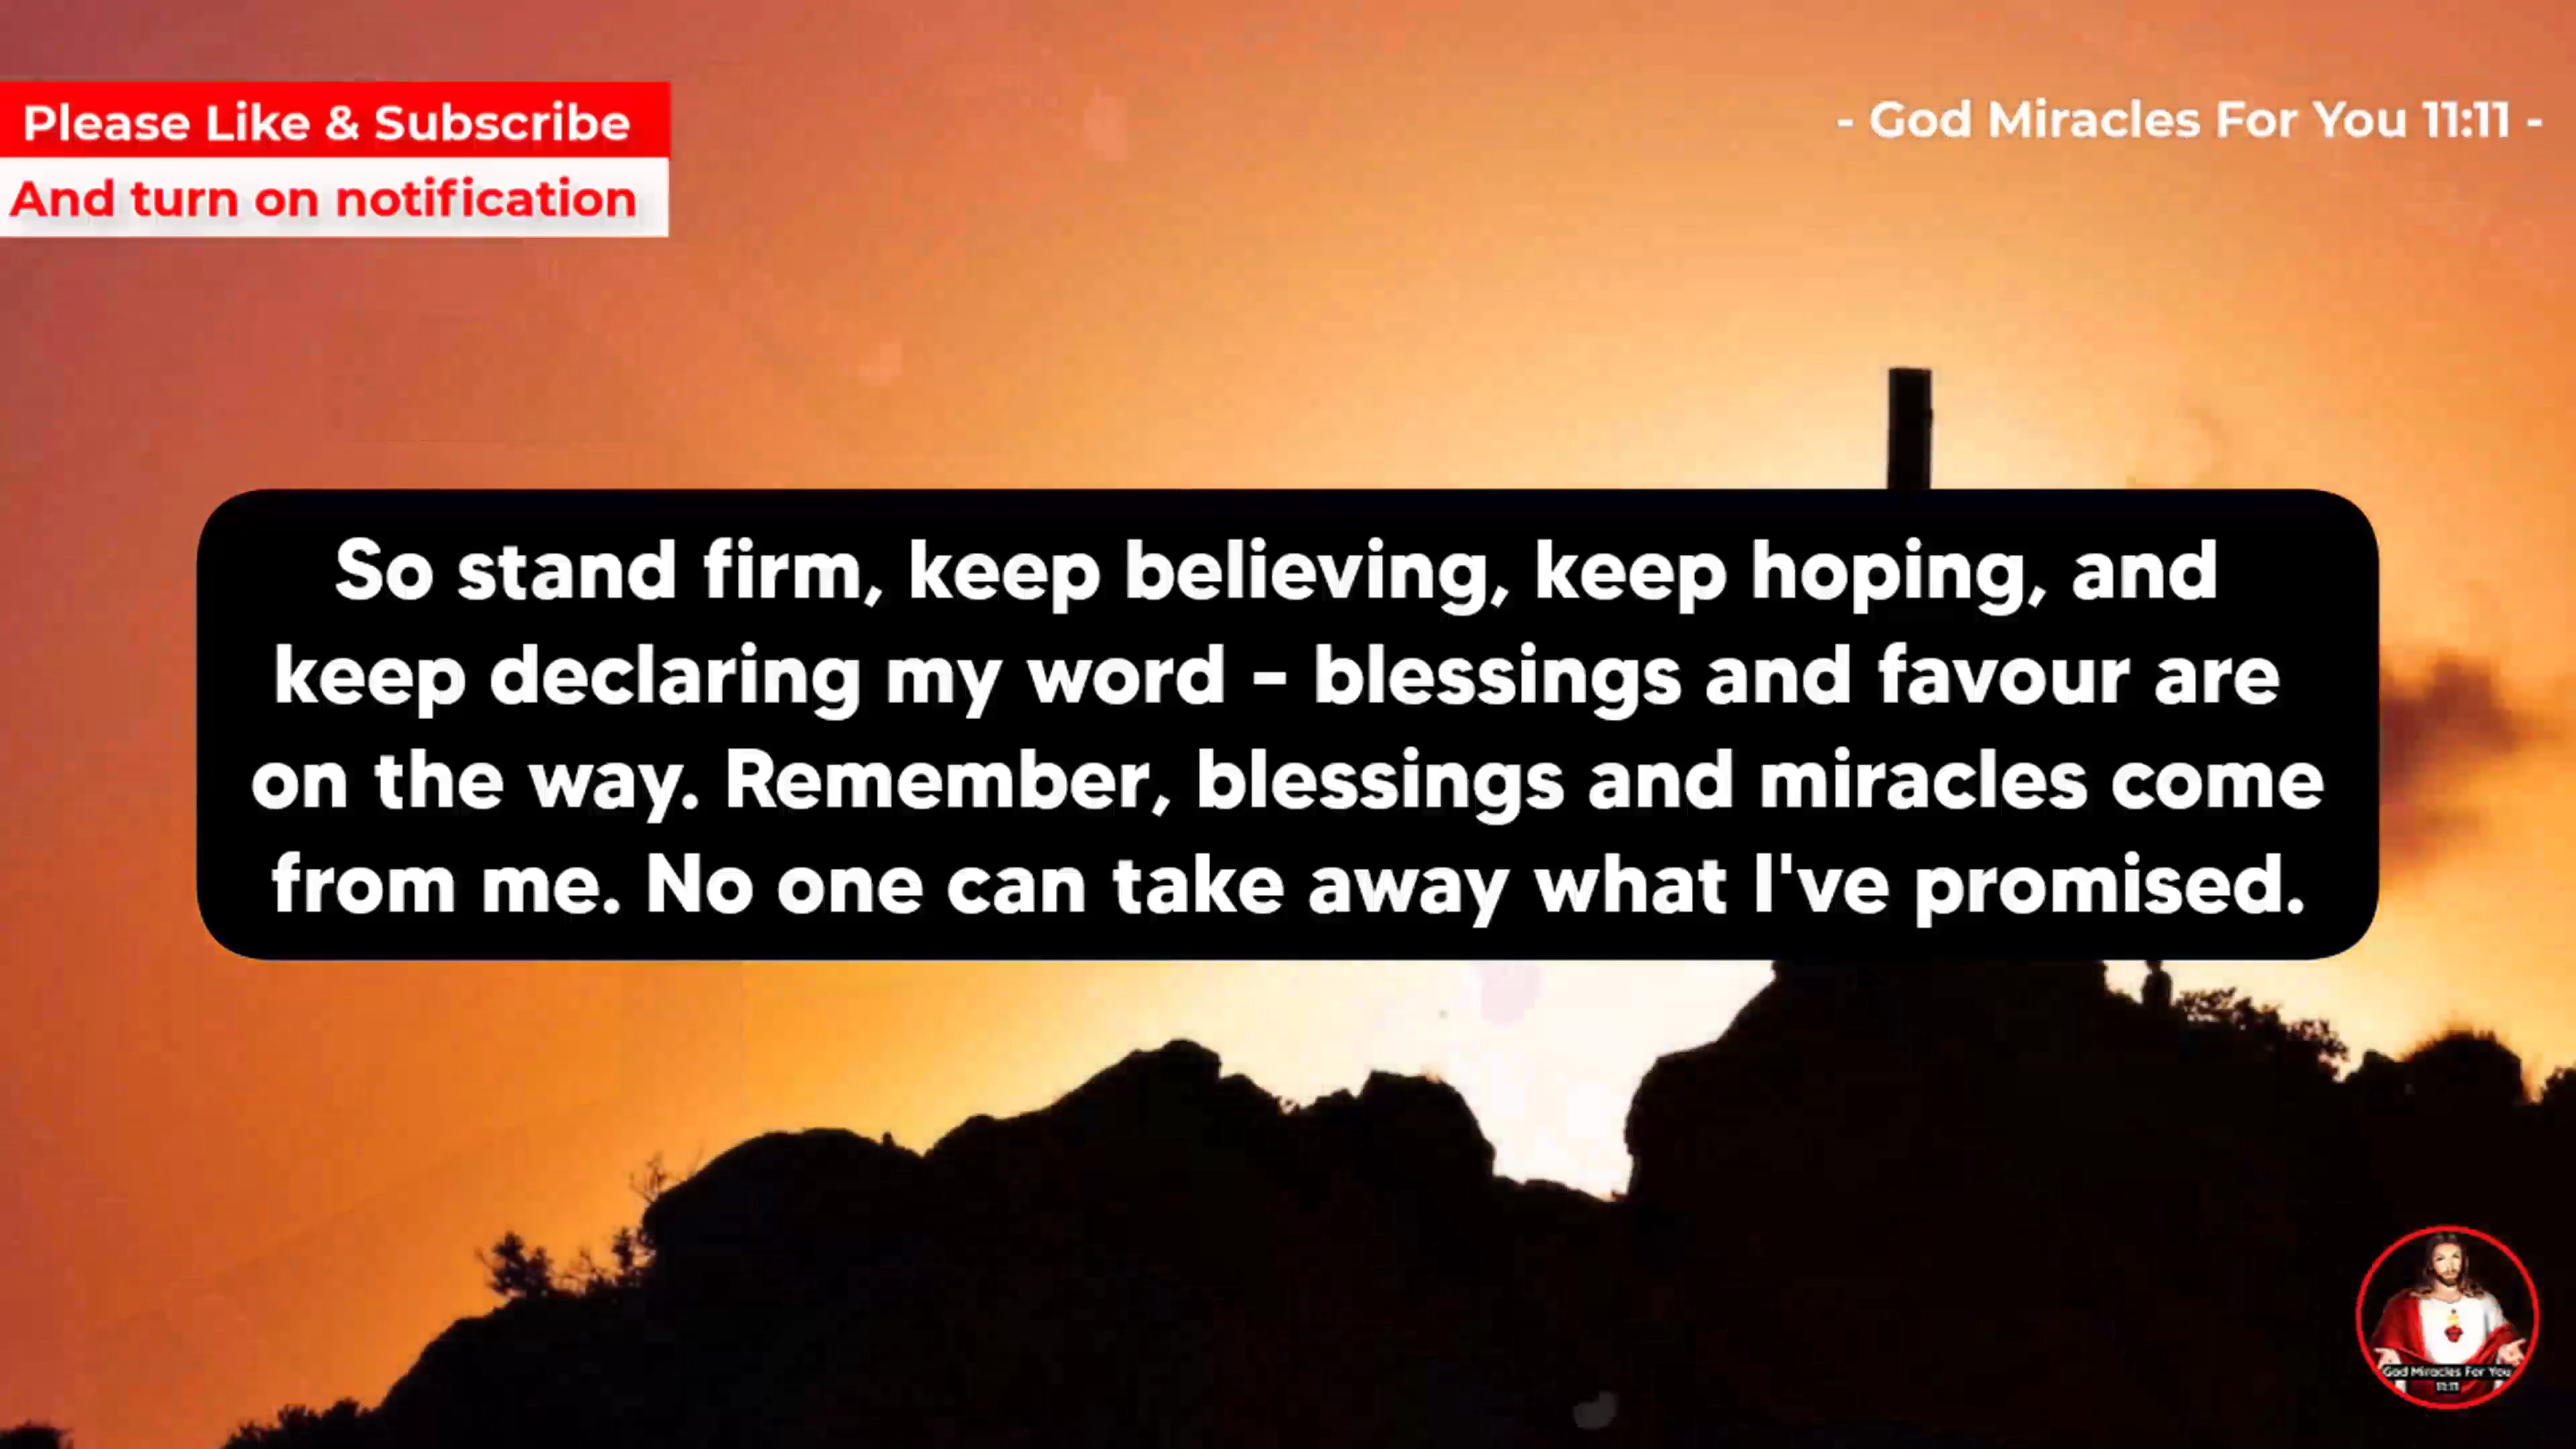 Please Like & Subscribe
And turn on notification
- God Miracles For You 11:11 -
So stand firm, keep believing, keep hoping, and
keep declaring my word – blessings and favour are
on the way. Remember, blessings and miracles come
from me. No one can take away what I've promised.
God Miracles For You
11:11